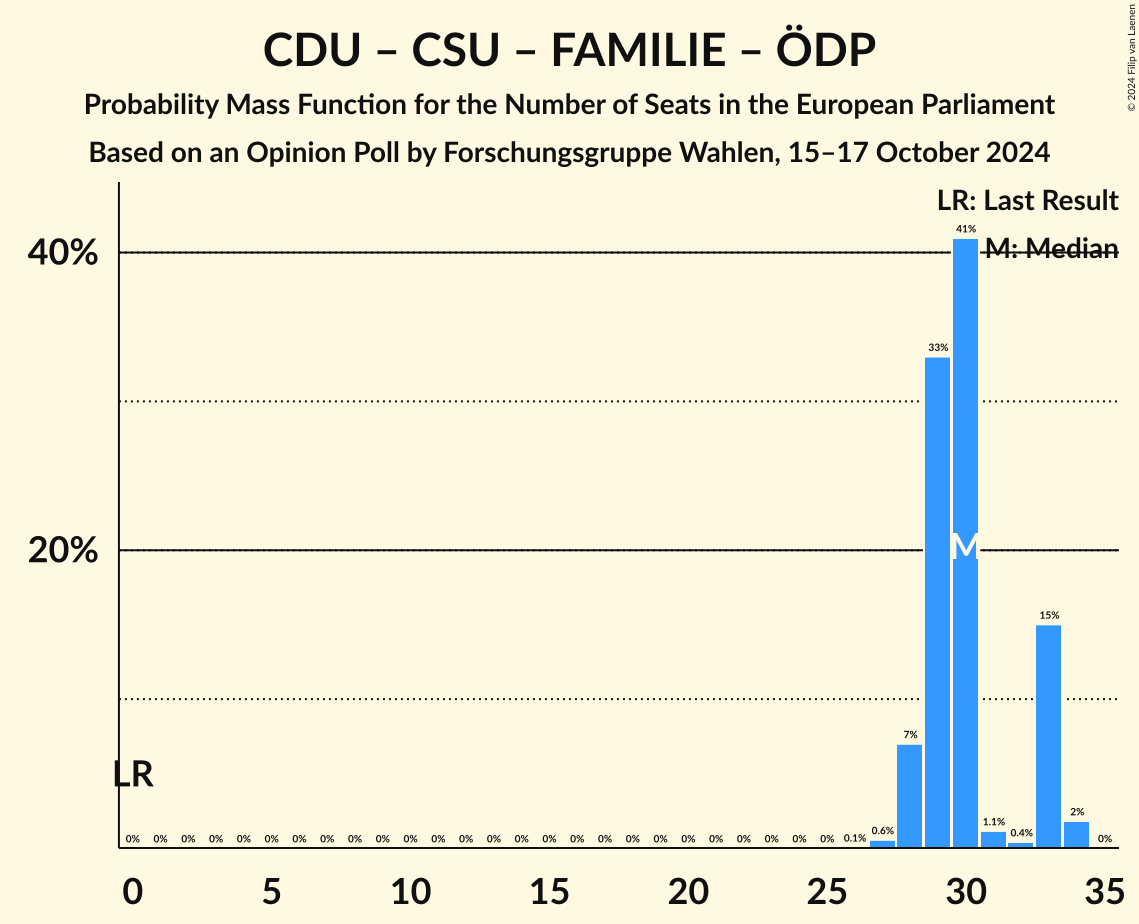 CDU – CSU – FAMILIE – ÖDP
Probability Mass Function for the Number of Seats in the European Parliament
Based on an Opinion Poll by Forschungsgruppe Wahlen, 15–17 October 2024
© 2024 Filip van Laenen
LR: Last Result
M: Median
40%
20%
41%
33%
M
15%
7%
LR
0% 0% 0% 0% 0% 0% 0% 0% 0% 0% 0% 0% 0% 0% 0% 0% 0% 0% 0% 0% 0% 0% 0% 0% 0% 0% 0.1% 0.6% 1.1% 0.4% 2% 0%
0 5 10 15 20 25 30 35